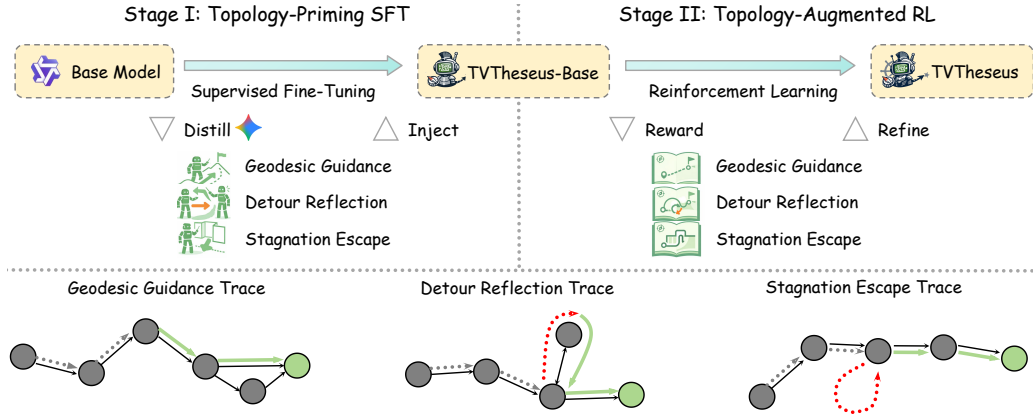 Stage I: Topology-Priming SFT
Base Model
Supervised Fine-Tuning
TVTheseus-Base
Distill
Inject
Geodesic Guidance
Detour Reflection
Stagnation Escape
Stage II: Topology-Augmented RL
Reinforcement Learning
TVTheseus
Reward
Refine
Geodesic Guidance
Detour Reflection
Stagnation Escape
Geodesic Guidance Trace
Detour Reflection Trace
Stagnation Escape Trace